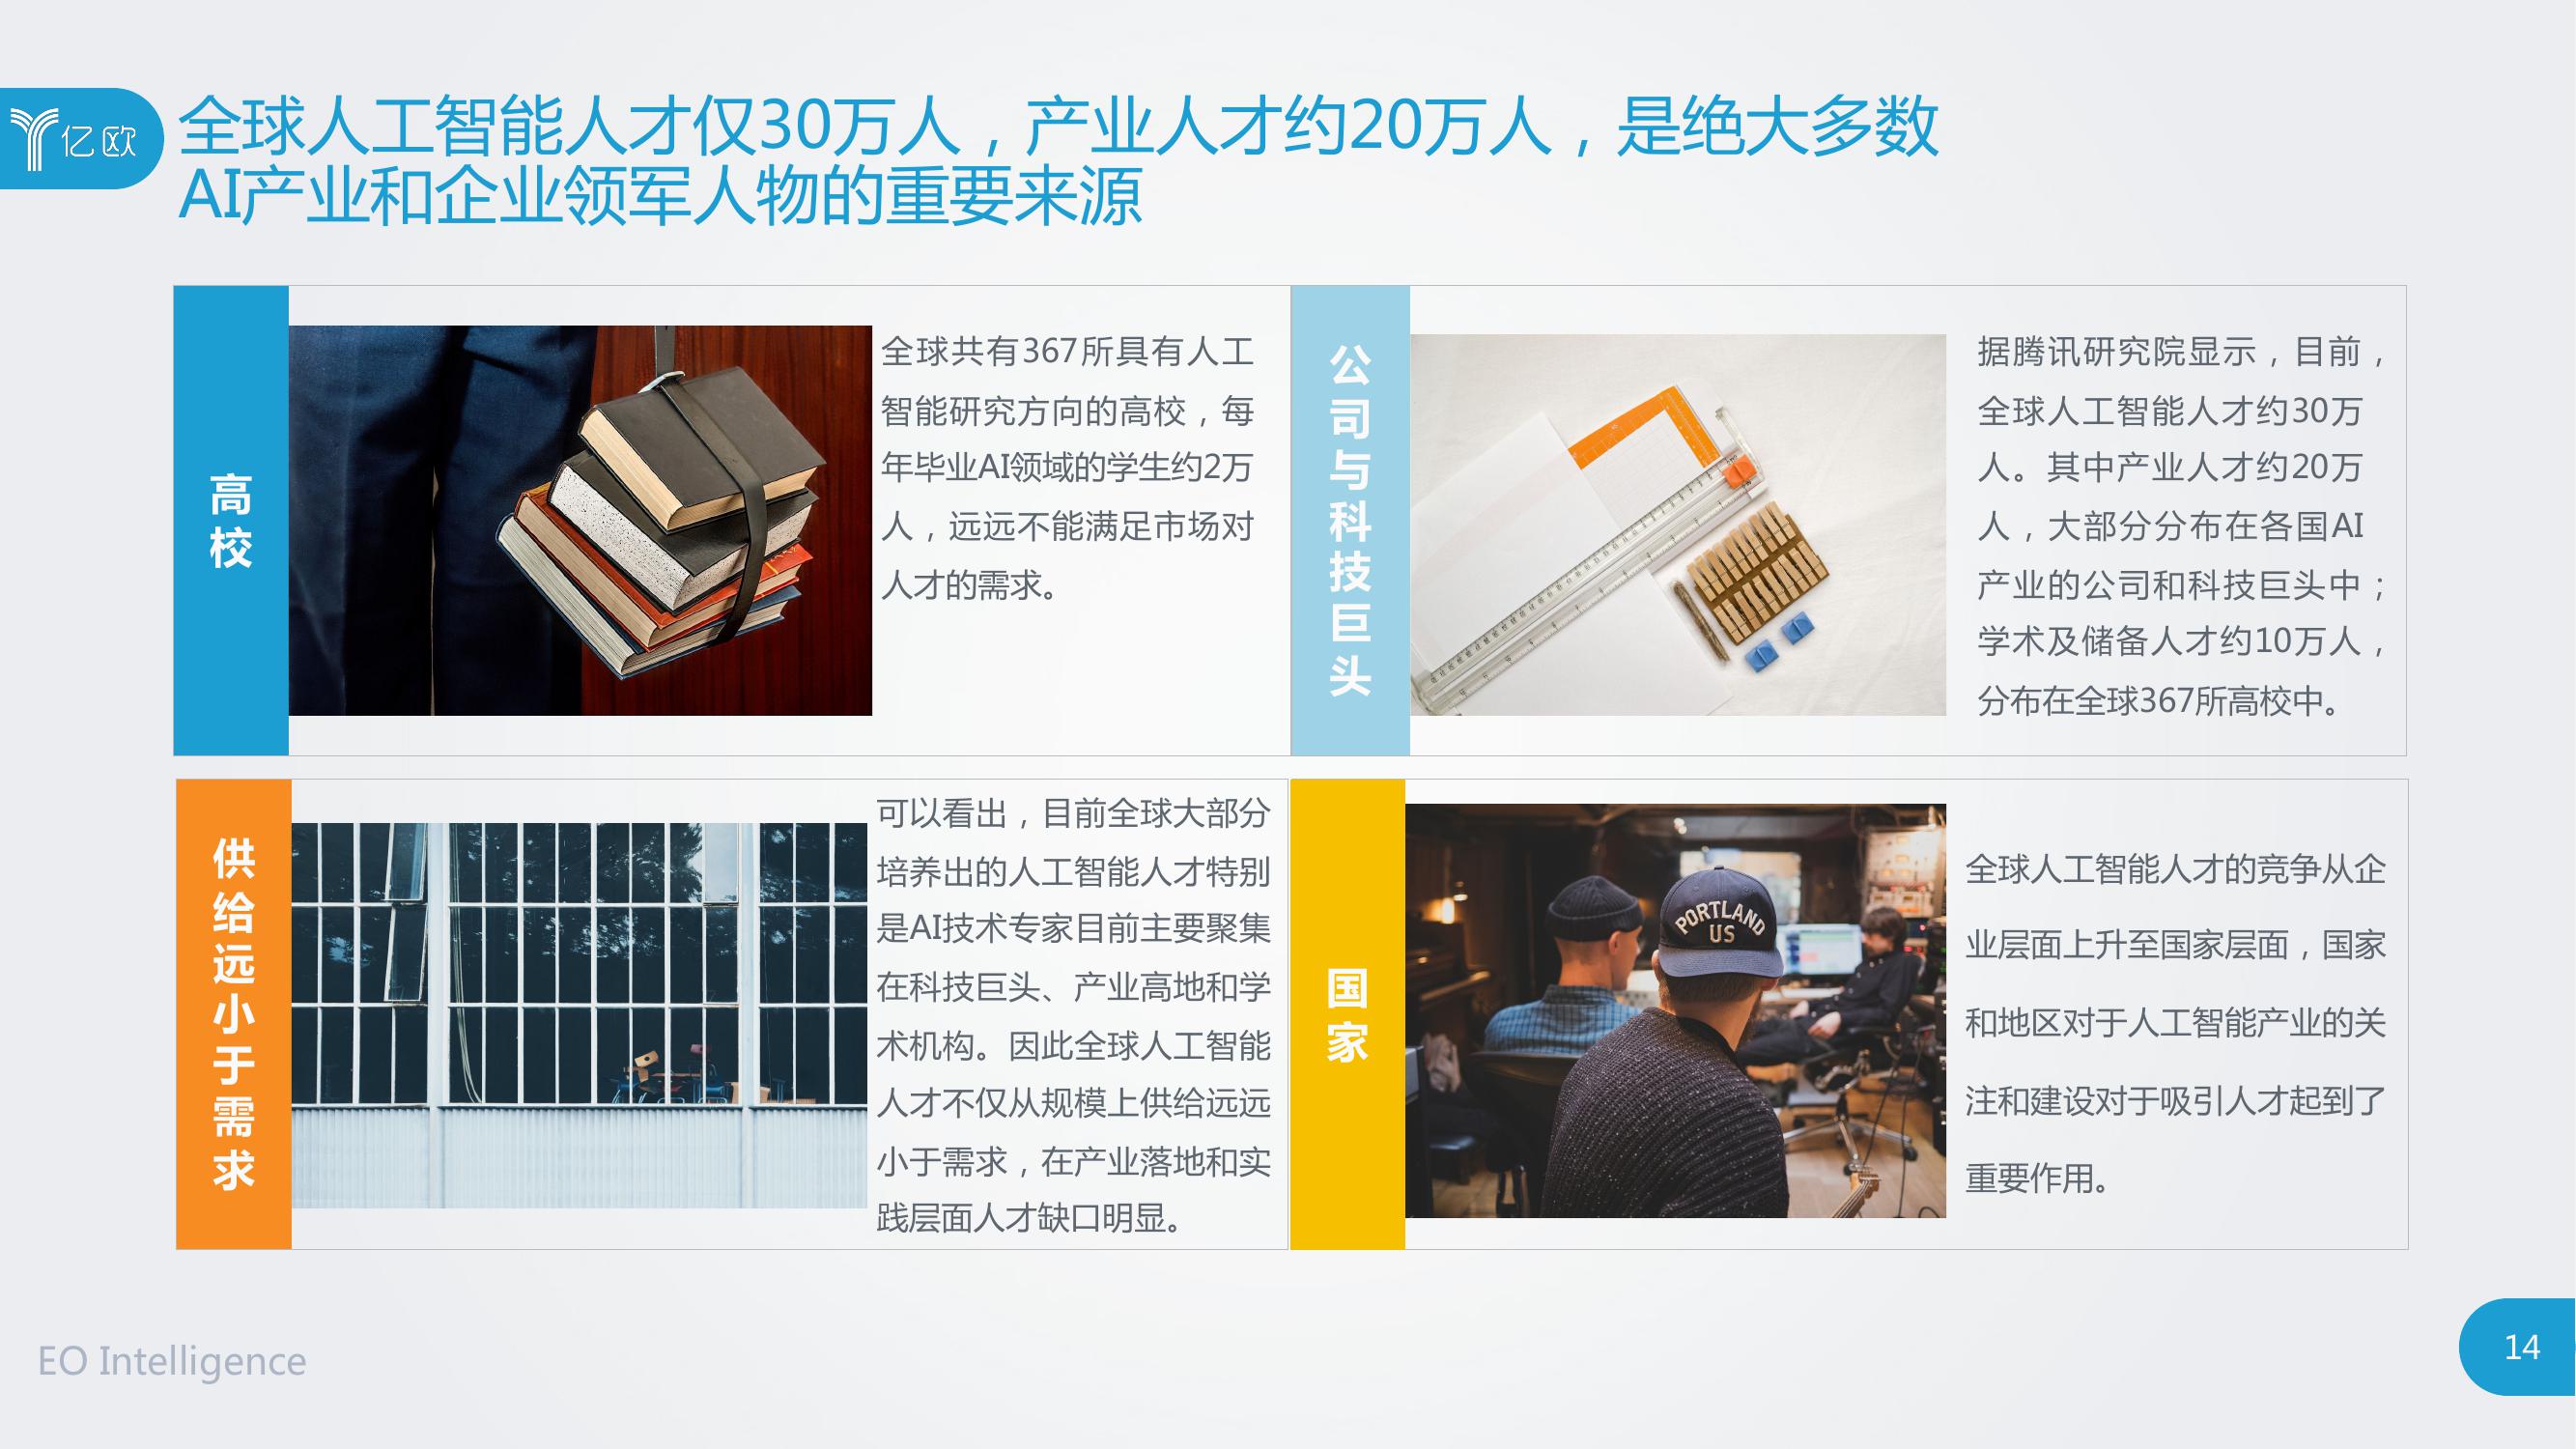 亿欧
全球人工智能人才仅30万人，产业人才约20万人，是绝大多数
AI产业和企业领军人物的重要来源
高校
全球共有367所具有人工
智能研究方向的高校，每
年毕业AI领域的学生约2万
人，远远不能满足市场对
人才的需求。
公司与科技巨头
据腾讯研究院显示，目前，
全球人工智能人才约30万
人。其中产业人才约20万
人，大部分分布在各国AI
产业的公司和科技巨头中；
学术及储备人才约10万人，
分布在全球367所高校中。
供给远小于需求
可以看出，目前全球大部分
培养出的人工智能人才特别
是AI技术专家目前主要聚集
在科技巨头、产业高地和学
术机构。因此全球人工智能
人才不仅从规模上供给远远
小于需求，在产业落地和实
践层面人才缺口明显。
国家
PORTLAND
US
全球人工智能人才的竞争从企
业层面上升至国家层面，国家
和地区对于人工智能产业的关
注和建设对于吸引人才起到了
重要作用。
EO Intelligence
14